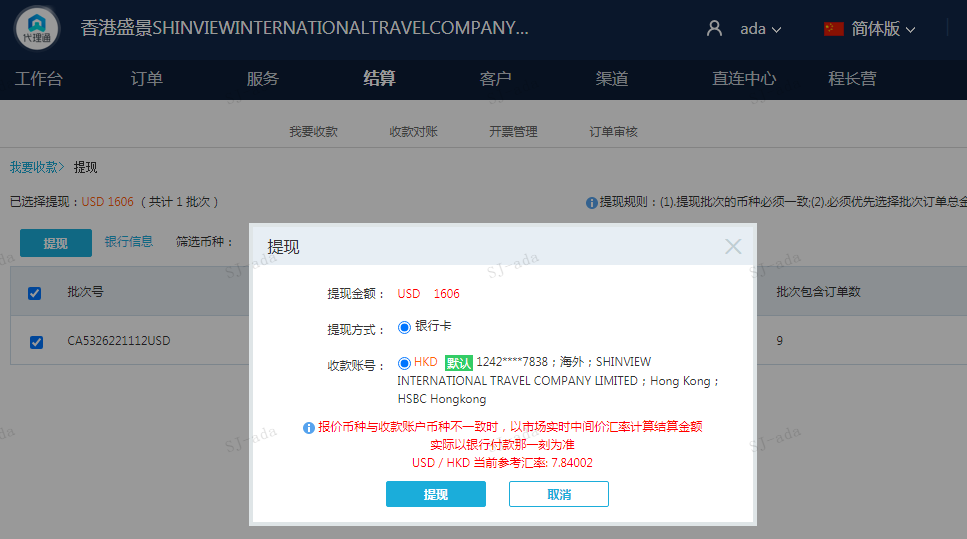 代理通
香港盛景SHINVIEWINTERNATIONALTRAVELCOMPANY...
ada
简体版
工作台 订单 服务 结算 客户 渠道 直连中心 程长营
我要收款 收款对账 开票管理 订单审核
我要收款> 提现
已选择提现：USD 1606 （ 共计 1 批次 ）
提现规则：(1).提现批次的币种必须一致;(2).必须优先选择批次订单总金
提现 银行信息 筛选币种：
批次号 批次包含订单数
CA5326221112USD 9
提现
提现金额： USD 1606
提现方式： 银行卡
收款账号： HKD 默认 1242****7838；海外；SHINVIEW
INTERNATIONAL TRAVEL COMPANY LIMITED；Hong Kong；
HSBC Hongkong
报价币种与收款账户币种不一致时，以市场实时中间价汇率计算结算金额
实际以银行付款那一刻为准
USD / HKD 当前参考汇率: 7.84002
提现 取消
SJ-ada
SJ-ada
SJ-ada
SJ-ada
SJ-ada